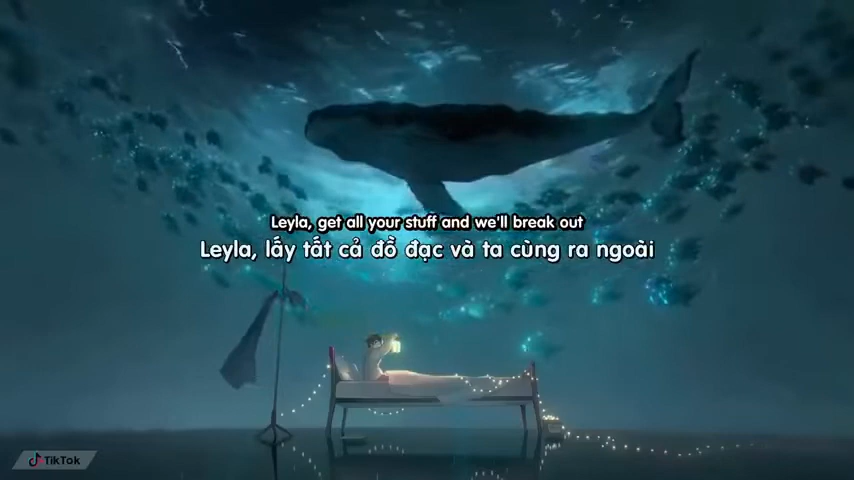 Leyla, get all your stuff and we'll break out
Leyla, lấy tất cả đồ đạc và ta cùng ra ngoài
TikTok